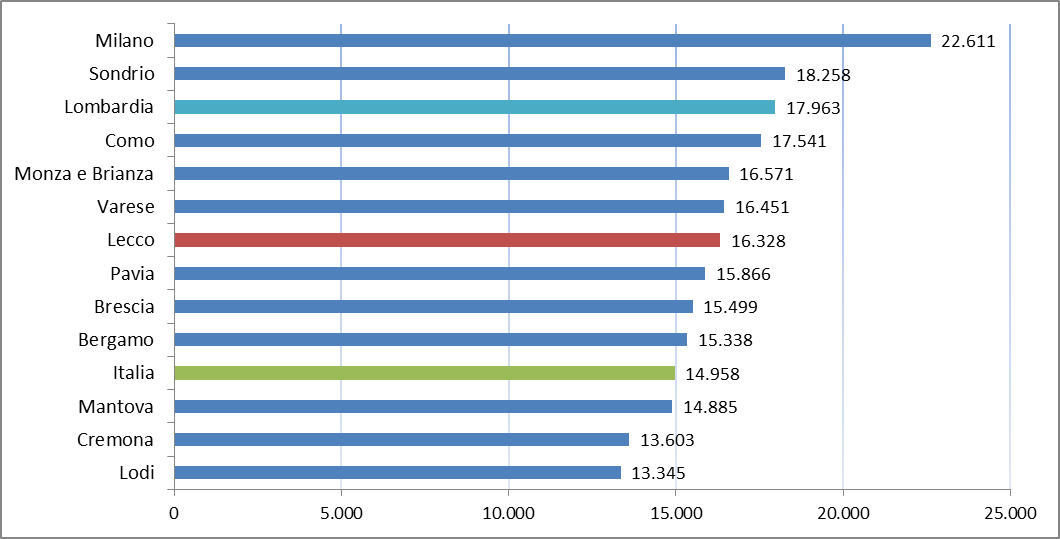 Milano 22.611
Sondrio 18.258
Lombardia 17.963
Como 17.541
Monza e Brianza 16.571
Varese 16.451
Lecco 16.328
Pavia 15.866
Brescia 15.499
Bergamo 15.338
Italia 14.958
Mantova 14.885
Cremona 13.603
Lodi 13.345
0 5.000 10.000 15.000 20.000 25.000